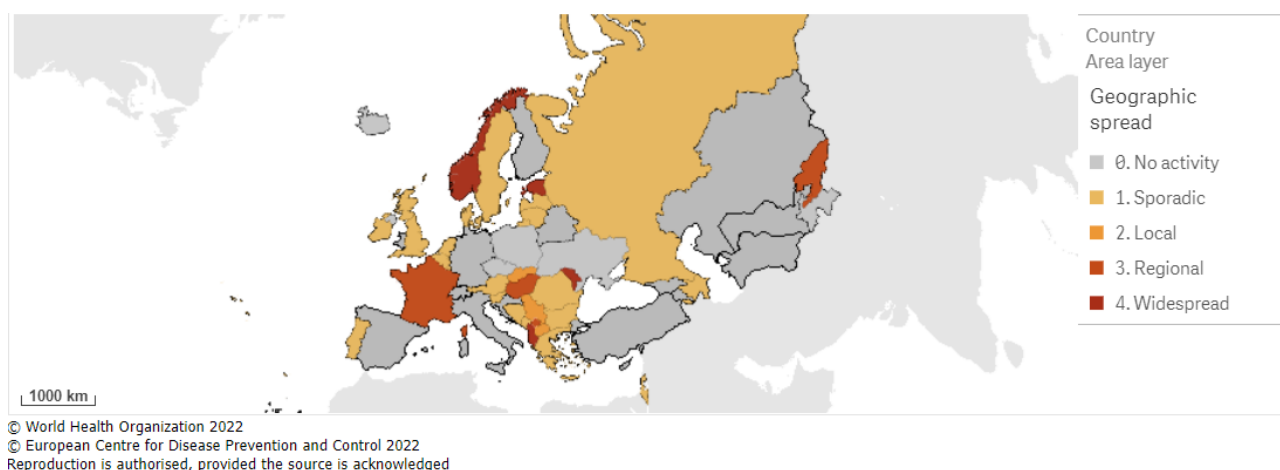 Country
Area layer
Geographic
spread
0. No activity
1. Sporadic
2. Local
3. Regional
4. Widespread
1000 km
© World Health Organization 2022
© European Centre for Disease Prevention and Control 2022
Reproduction is authorised, provided the source is acknowledged